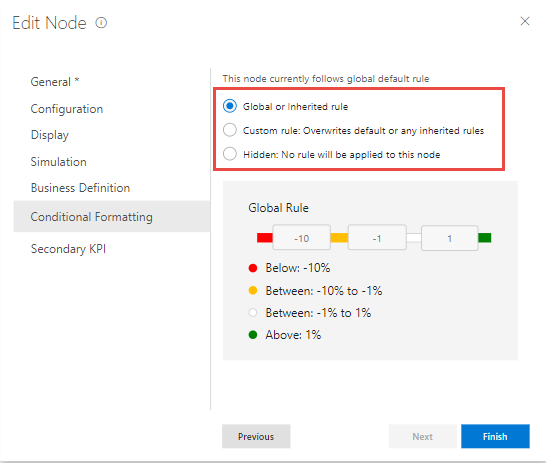 Edit Node
General *
Configuration
Display
Simulation
Business Definition
Conditional Formatting
Secondary KPI
This node currently follows global default rule
Global or Inherited rule
Custom rule: Overwrites default or any inherited rules
Hidden: No rule will be applied to this node
Global Rule
-10 -1 1
Below: -10%
Between: -10% to -1%
Between: -1% to 1%
Above: 1%
Previous Next Finish